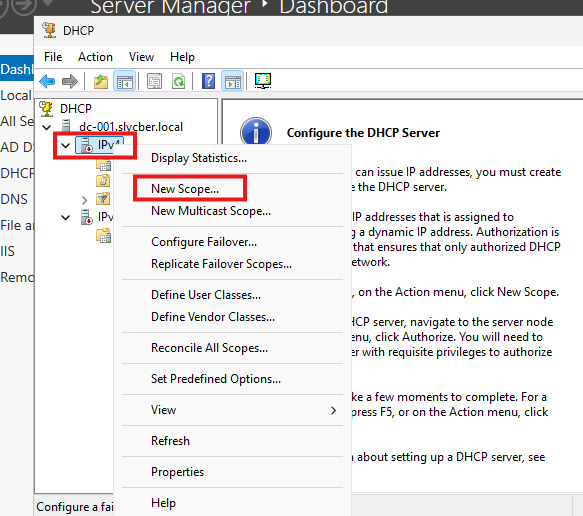 Server Manager ‣ Dashboard
DHCP
File Action View Help
Dashl
Local
All Se
AD D
DHCP
DNS
File an
IIS
Remo
DHCP
dc-001.slycber.local
IPv4
IPv
Display Statistics...
New Scope...
New Multicast Scope...
Configure Failover...
Replicate Failover Scopes...
Define User Classes...
Define Vendor Classes...
Reconcile All Scopes...
Set Predefined Options...
View
Refresh
Properties
Help
Configure the DHCP Server
can issue IP addresses, you must create
e the DHCP server.
IP addresses that is assigned to
g a dynamic IP address. Authorization is
that ensures that only authorized DHCP
etwork.
, on the Action menu, click New Scope.
HCP server, navigate to the server node
enu, click Authorize. You will need to
er with requisite privileges to authorize
ke a few moments to complete. For a
press F5, or on the Action menu, click
n about setting up a DHCP server, see
Configure a fai